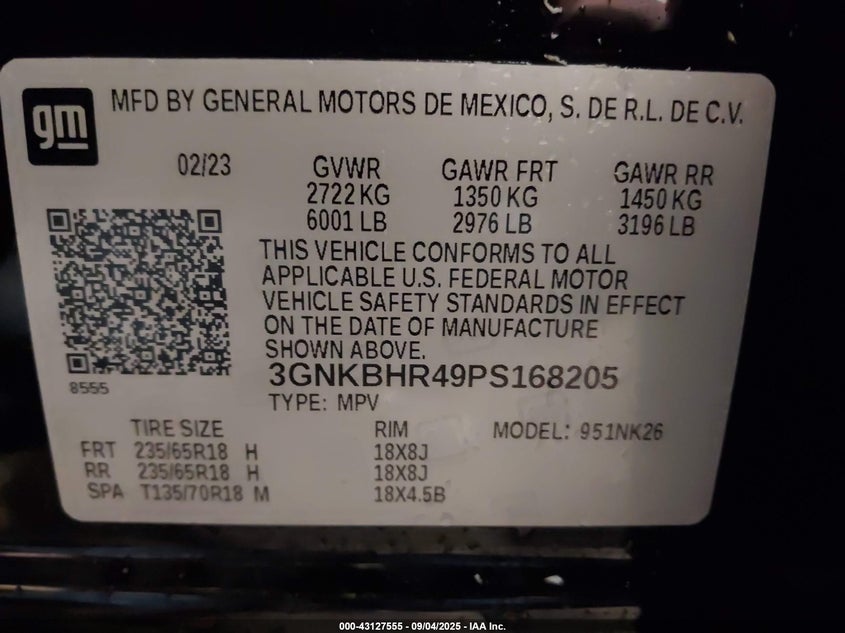 gm
MFD BY GENERAL MOTORS DE MEXICO, S. DE R.L. DE C.V.
02/23 GVWR GAWR FRT GAWR RR
2722 KG 1350 KG 1450 KG
6001 LB 2976 LB 3196 LB
THIS VEHICLE CONFORMS TO ALL
APPLICABLE U.S. FEDERAL MOTOR
VEHICLE SAFETY STANDARDS IN EFFECT
ON THE DATE OF MANUFACTURE
SHOWN ABOVE.
8555
3GNKBHR49PS168205
TYPE: MPV
TIRE SIZE RIM MODEL: 951NK26
FRT 235/65R18 H 18X8J
RR 235/65R18 H 18X8J
SPA T135/70R18 M 18X4.5B
000-43127555 - 09/04/2025 - IAA Inc.